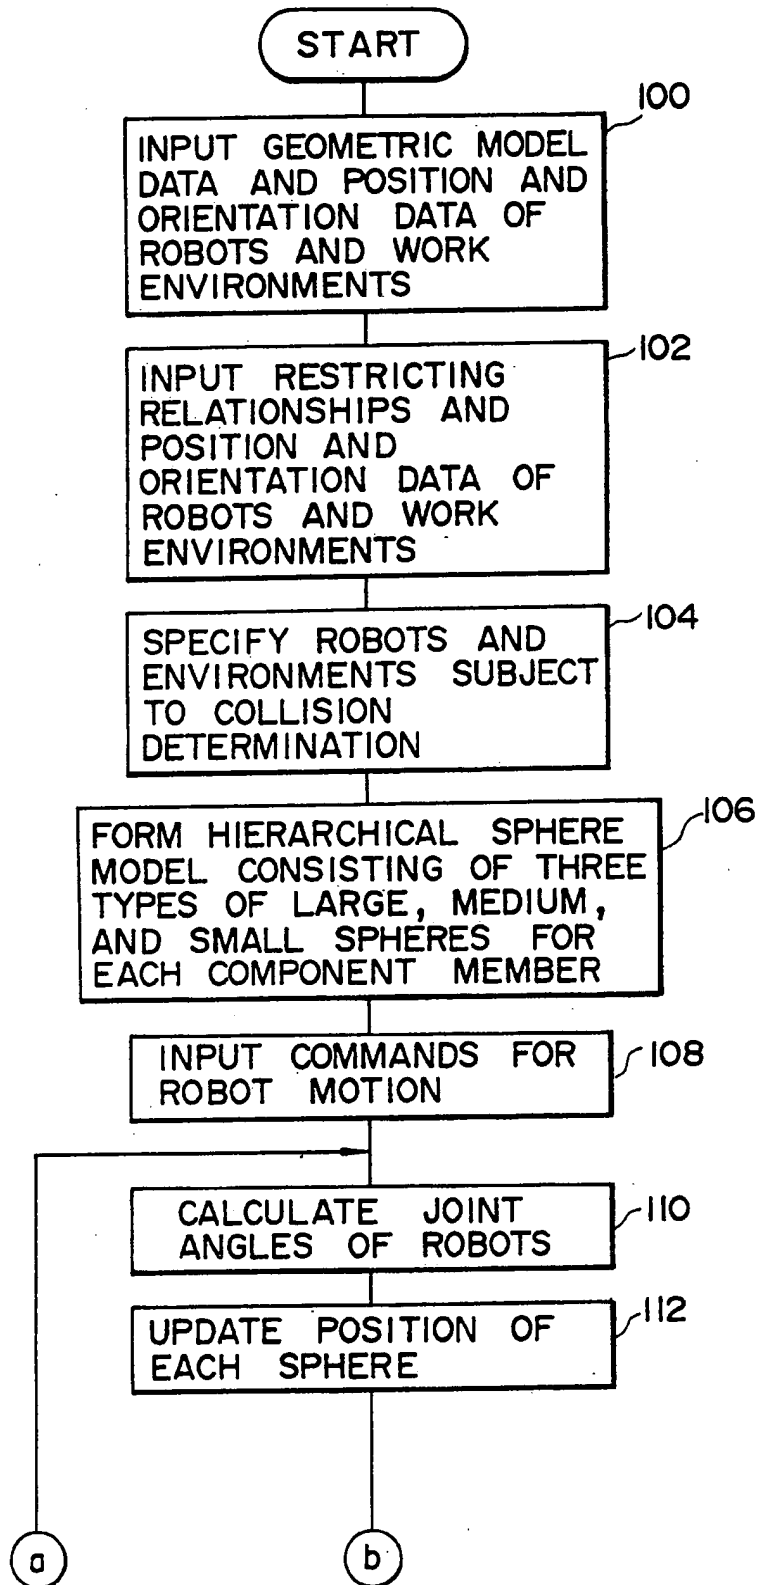 START
100
INPUT GEOMETRIC MODEL
DATA AND POSITION AND
ORIENTATION DATA OF
ROBOTS AND WORK
ENVIRONMENTS
102
INPUT RESTRICTING
RELATIONSHIPS AND
POSITION AND
ORIENTATION DATA OF
ROBOTS AND WORK
ENVIRONMENTS
104
SPECIFY ROBOTS AND
ENVIRONMENTS SUBJECT
TO COLLISION
DETERMINATION
106
FORM HIERARCHICAL SPHERE
MODEL CONSISTING OF THREE
TYPES OF LARGE, MEDIUM,
AND SMALL SPHERES FOR
EACH COMPONENT MEMBER
108
INPUT COMMANDS FOR
ROBOT MOTION
110
CALCULATE JOINT
ANGLES OF ROBOTS
112
UPDATE POSITION OF
EACH SPHERE
a
b